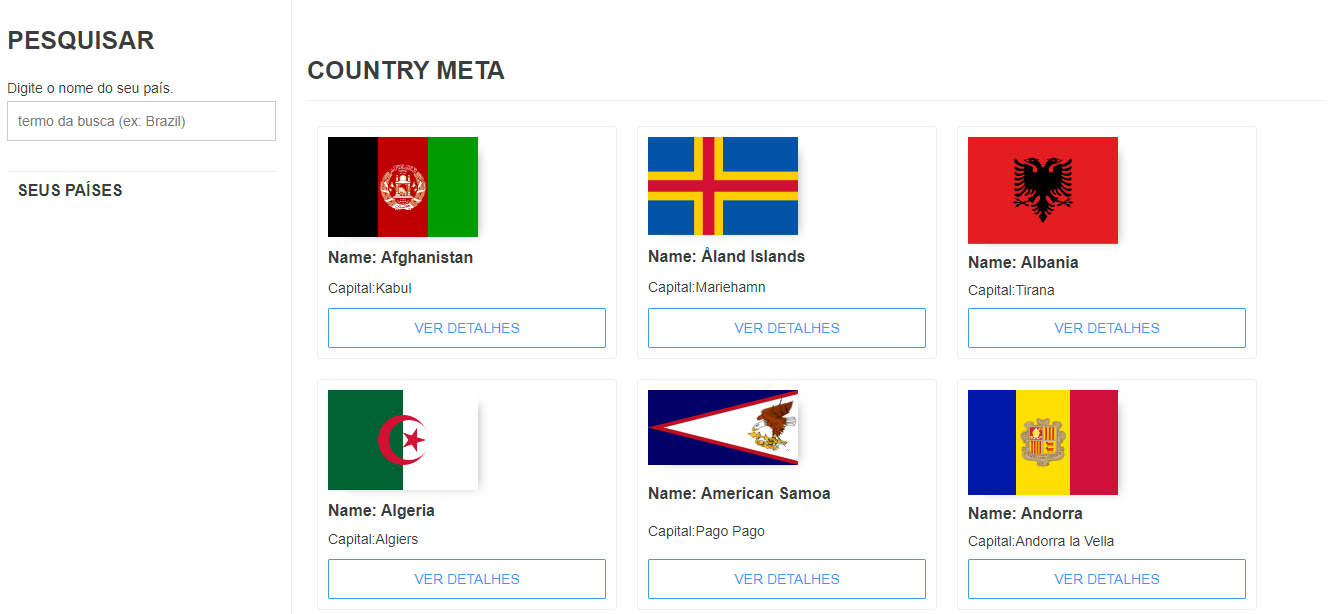 PESQUISAR
Digite o nome do seu país.
termo da busca (ex: Brazil)
SEUS PAÍSES
COUNTRY META
Name: Afghanistan
Capital:Kabul
VER DETALHES
Name: Åland Islands
Capital:Mariehamn
VER DETALHES
Name: Albania
Capital:Tirana
VER DETALHES
Name: Algeria
Capital:Algiers
VER DETALHES
Name: American Samoa
Capital:Pago Pago
VER DETALHES
Name: Andorra
Capital:Andorra la Vella
VER DETALHES